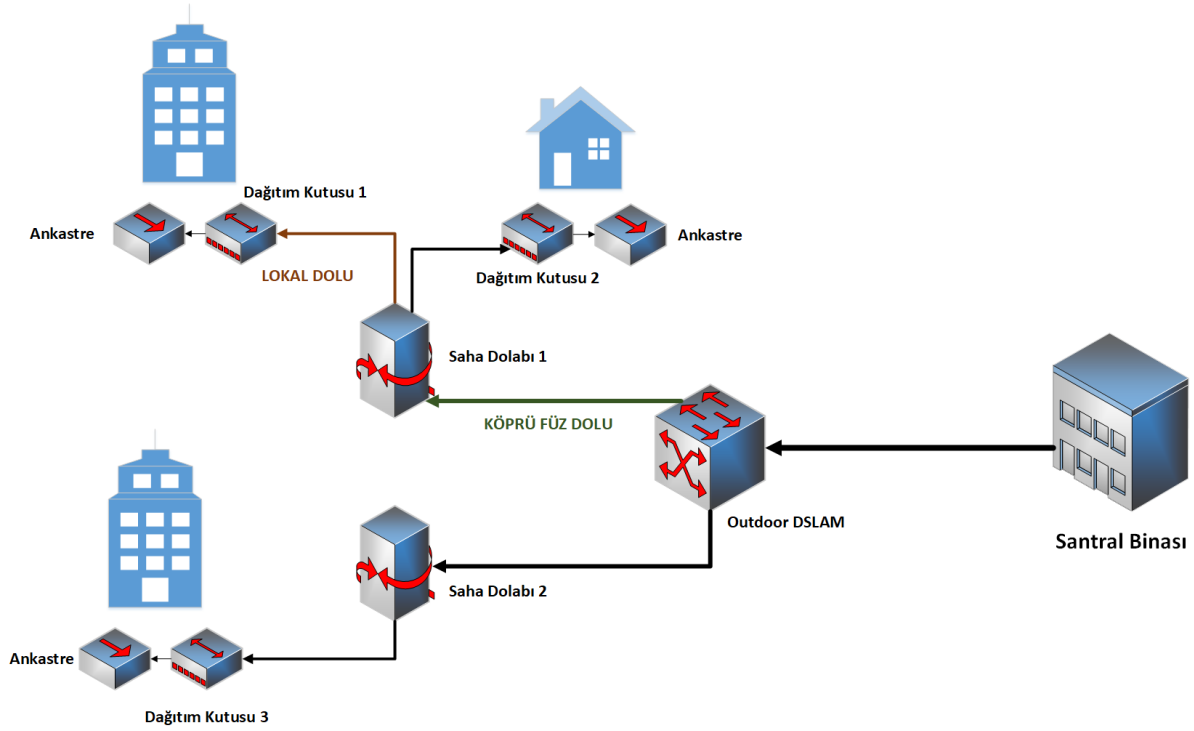 Dağıtım Kutusu 1
Ankastre
Ankastre
LOKAL DOLU
Dağıtım Kutusu 2
Saha Dolabı 1
KÖPRÜ FÜZ DOLU
Outdoor DSLAM
Santral Binası
Saha Dolabı 2
Ankastre
Dağıtım Kutusu 3